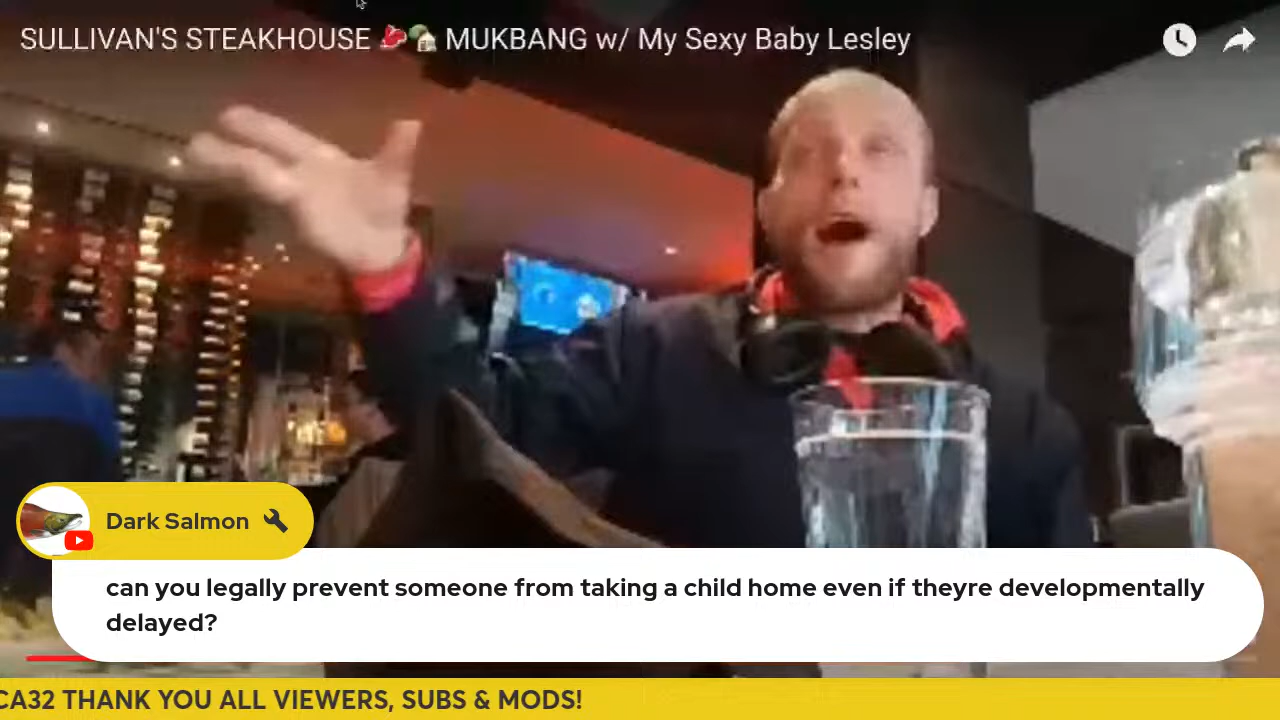 SULLIVAN'S STEAKHOUSE 🥩🏡 MUKBANG w/ My Sexy Baby Lesley
Dark Salmon
can you legally prevent someone from taking a child home even if theyre developmentally
delayed?
CA32 THANK YOU ALL VIEWERS, SUBS & MODS!